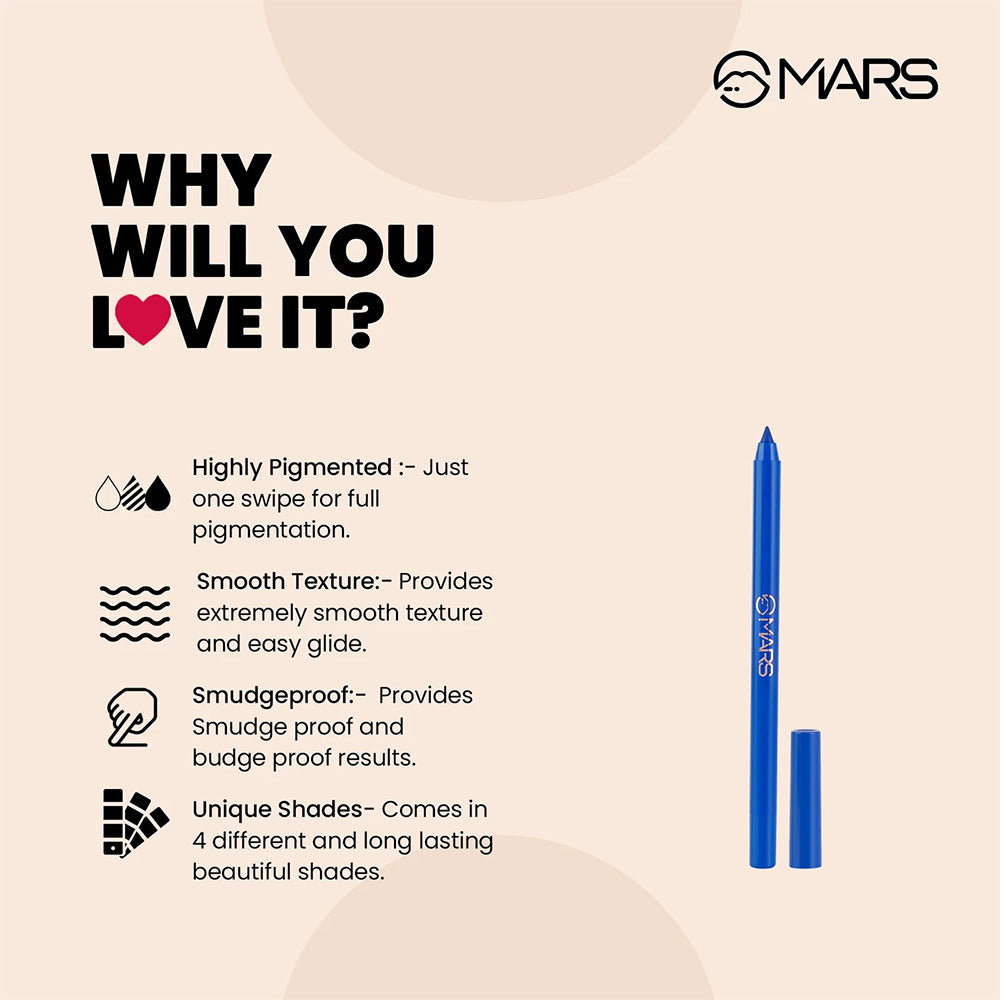 MARS
WHY
WILL YOU
L❤VE IT?
Highly Pigmented :- Just
one swipe for full
pigmentation.
Smooth Texture:- Provides
extremely smooth texture
and easy glide.
Smudgeproof:- Provides
Smudge proof and
budge proof results.
Unique Shades- Comes in
4 different and long lasting
beautiful shades.
MARS